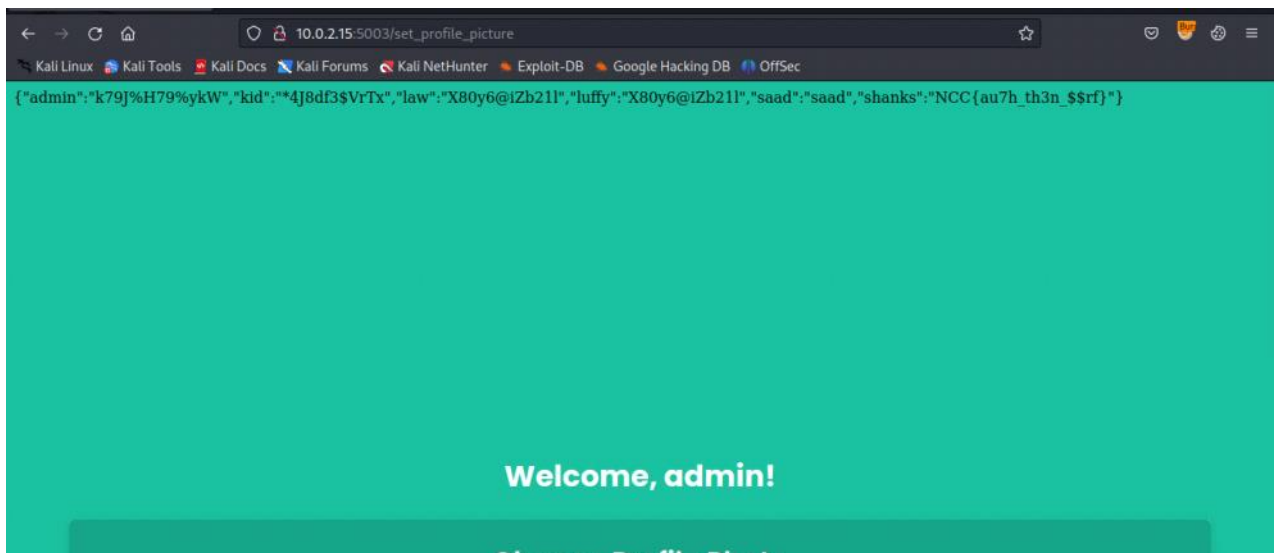 10.0.2.15:5003/set_profile_picture
Kali Linux Kali Tools Kali Docs Kali Forums Kali NetHunter Exploit-DB Google Hacking DB OffSec
{"admin":"k79J%H79%ykW","kid":"*4J8df3$VrTx","law":"X80y6@iZb21l","luffy":"X80y6@iZb21l","saad":"saad","shanks":"NCC{au7h_th3n_$$rf}"}
Welcome, admin!